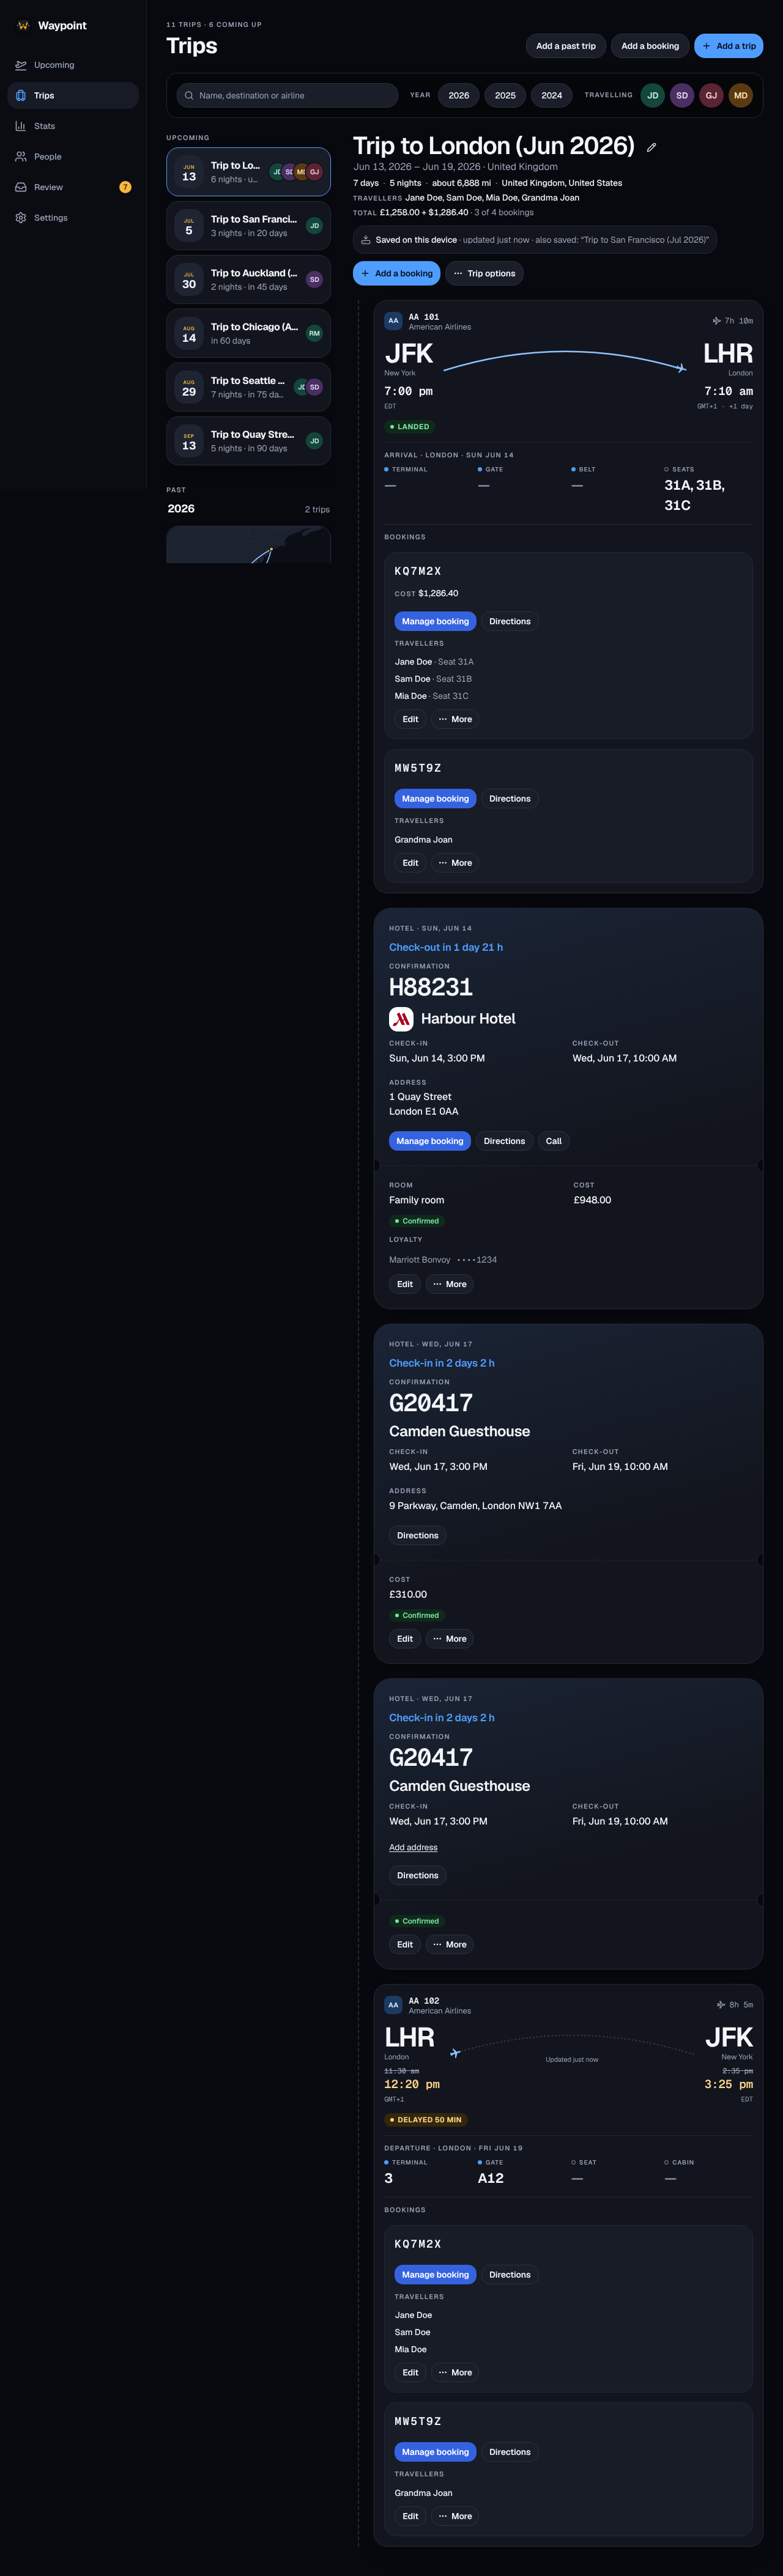 Waypoint
Upcoming
Trips
Stats
People
Review
7
Settings
11 TRIPS · 6 COMING UP
Trips
Add a past trip
Add a booking
Add a trip
Name, destination or airline
YEAR
2026
2025
2024
TRAVELLING
JD
SD
GJ
MD
UPCOMING
JUN
13
Trip to Lo...
6 nights · u...
GJ
JUL
5
Trip to San Franci...
3 nights · in 20 days
JD
JUL
30
Trip to Auckland (...
2 nights · in 45 days
SD
AUG
14
Trip to Chicago (A...
in 60 days
RM
AUG
29
Trip to Seattle ...
7 nights · in 75 da...
SD
SEP
13
Trip to Quay Stre...
5 nights · in 90 days
JD
PAST
2026
2 trips
Trip to London (Jun 2026)
Jun 13, 2026 – Jun 19, 2026 · United Kingdom
7 days · 5 nights · about 6,888 mi · United Kingdom, United States
TRAVELLERS Jane Doe, Sam Doe, Mia Doe, Grandma Joan
TOTAL £1,258.00 + $1,286.40 · 3 of 4 bookings
Saved on this device · updated just now · also saved: “Trip to San Francisco (Jul 2026)”
Add a booking
Trip options
AA
AA 101
American Airlines
7h 10m
JFK
LHR
New York
London
7:00 pm
7:10 am
EDT
GMT+1 · +1 day
LANDED
ARRIVAL · LONDON · SUN JUN 14
TERMINAL
GATE
BELT
SEATS
—
—
—
31A, 31B,
31C
BOOKINGS
KQ7M2X
COST $1,286.40
Manage booking
Directions
TRAVELLERS
Jane Doe · Seat 31A
Sam Doe · Seat 31B
Mia Doe · Seat 31C
Edit
More
MW5T9Z
Manage booking
Directions
TRAVELLERS
Grandma Joan
Edit
More
HOTEL · SUN, JUN 14
Check-out in 1 day 21 h
CONFIRMATION
H88231
Harbour Hotel
CHECK-IN
CHECK-OUT
Sun, Jun 14, 3:00 PM
Wed, Jun 17, 10:00 AM
ADDRESS
1 Quay Street
London E1 0AA
Manage booking
Directions
Call
ROOM
COST
Family room
£948.00
Confirmed
LOYALTY
Marriott Bonvoy ••••1234
Edit
More
HOTEL · WED, JUN 17
Check-in in 2 days 2 h
CONFIRMATION
G20417
Camden Guesthouse
CHECK-IN
CHECK-OUT
Wed, Jun 17, 3:00 PM
Fri, Jun 19, 10:00 AM
ADDRESS
9 Parkway, Camden, London NW1 7AA
Directions
COST
£310.00
Confirmed
Edit
More
HOTEL · WED, JUN 17
Check-in in 2 days 2 h
CONFIRMATION
G20417
Camden Guesthouse
CHECK-IN
CHECK-OUT
Wed, Jun 17, 3:00 PM
Fri, Jun 19, 10:00 AM
Add address
Directions
Confirmed
Edit
More
AA
AA 102
American Airlines
8h 5m
LHR
JFK
London
New York
Updated just now
11:30 am
2:35 pm
12:20 pm
3:25 pm
GMT+1
EDT
DELAYED 50 MIN
DEPARTURE · LONDON · FRI JUN 19
TERMINAL
GATE
SEAT
CABIN
3
A12
—
—
BOOKINGS
KQ7M2X
Manage booking
Directions
TRAVELLERS
Jane Doe
Sam Doe
Mia Doe
Edit
More
MW5T9Z
Manage booking
Directions
TRAVELLERS
Grandma Joan
Edit
More